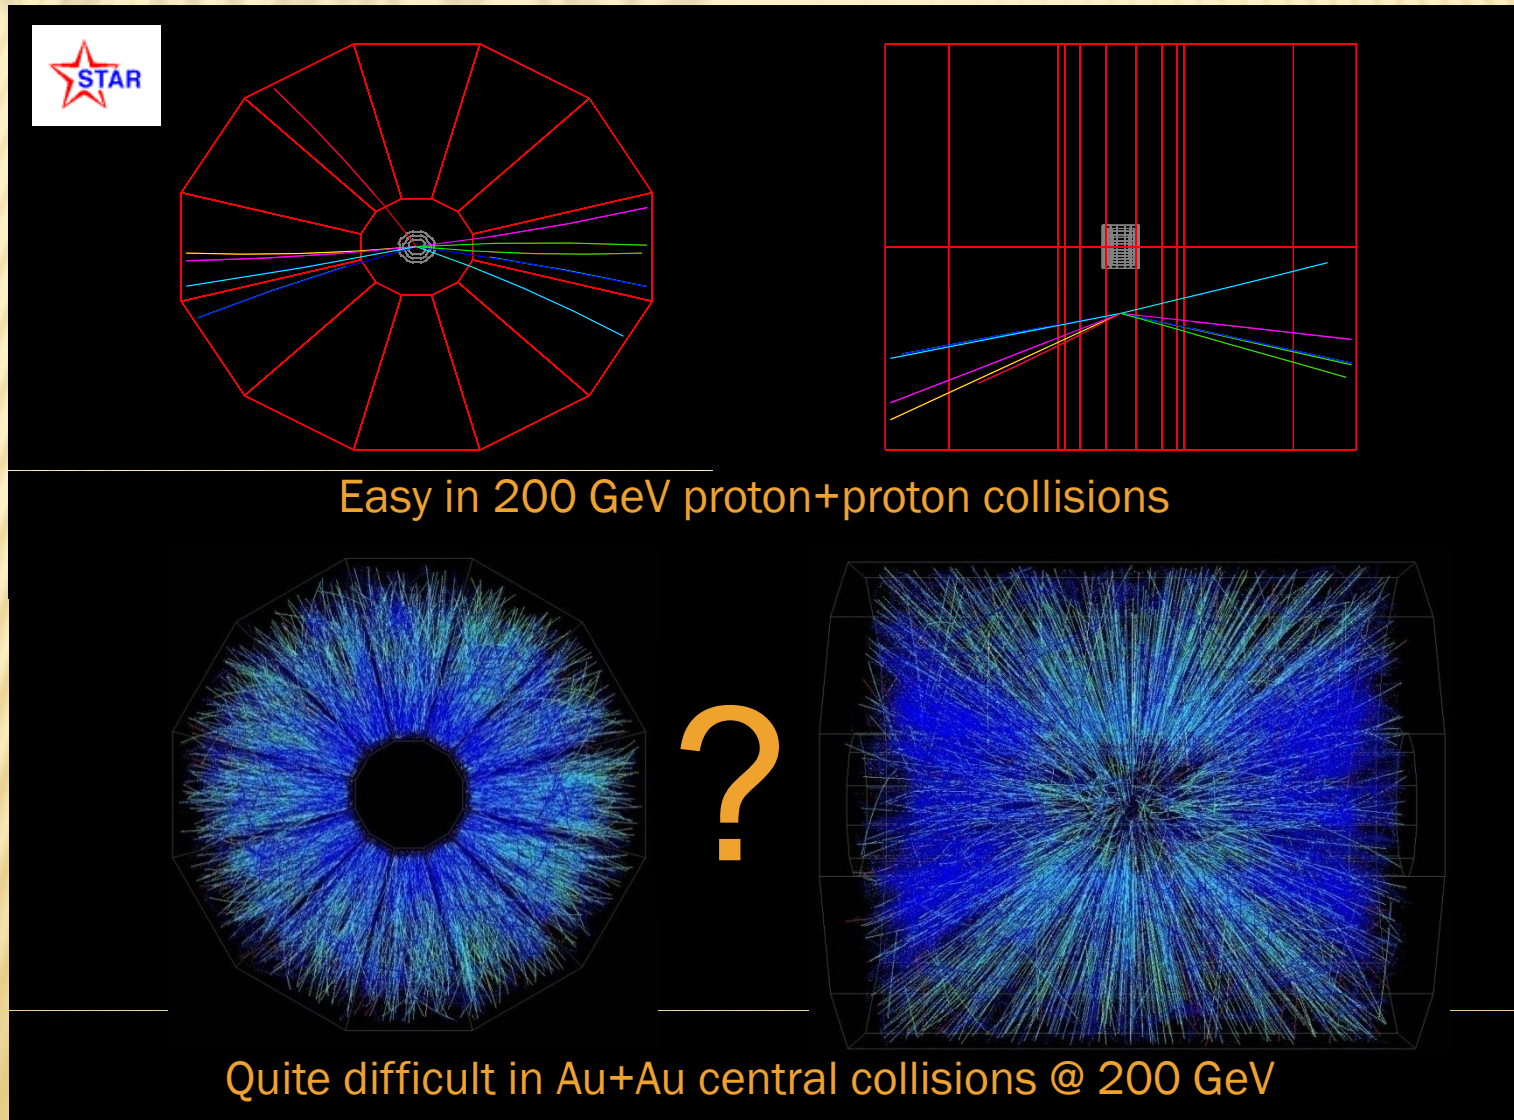 STAR
Easy in 200 GeV proton+proton collisions
?
Quite difficult in Au+Au central collisions @ 200 GeV